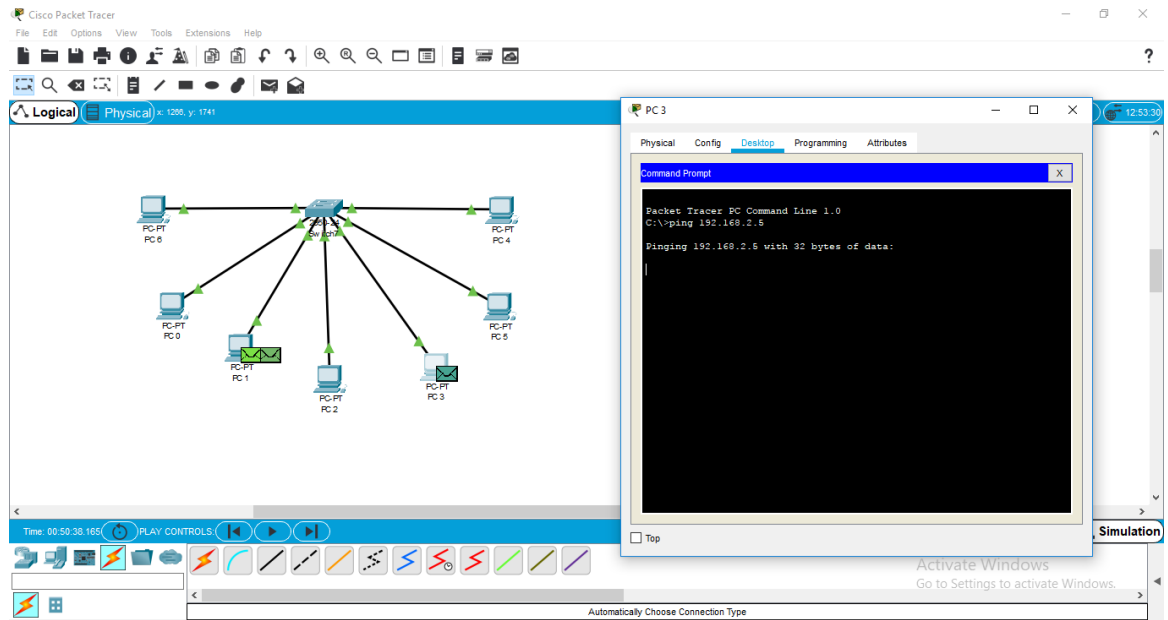 Cisco Packet Tracer
File Edit Options View Tools Extensions Help
?
Logical Physical x: 1266, y: 1741
12:53:30
PC 3
Physical Config Desktop Programming Attributes
Command Prompt X
Packet Tracer PC Command Line 1.0
C:\>ping 192.168.2.5
Pinging 192.168.2.5 with 32 bytes of data:
PC-PT
PC 6
PC-PT
PC 4
PC-PT
PC 0
PC-PT
PC 5
PC-PT
PC 1
PC-PT
PC 2
PC-PT
PC 3
Time: 00:50:38.165 PLAY CONTROLS:
Top
Simulation
Activate Windows
Go to Settings to activate Windows.
Automatically Choose Connection Type